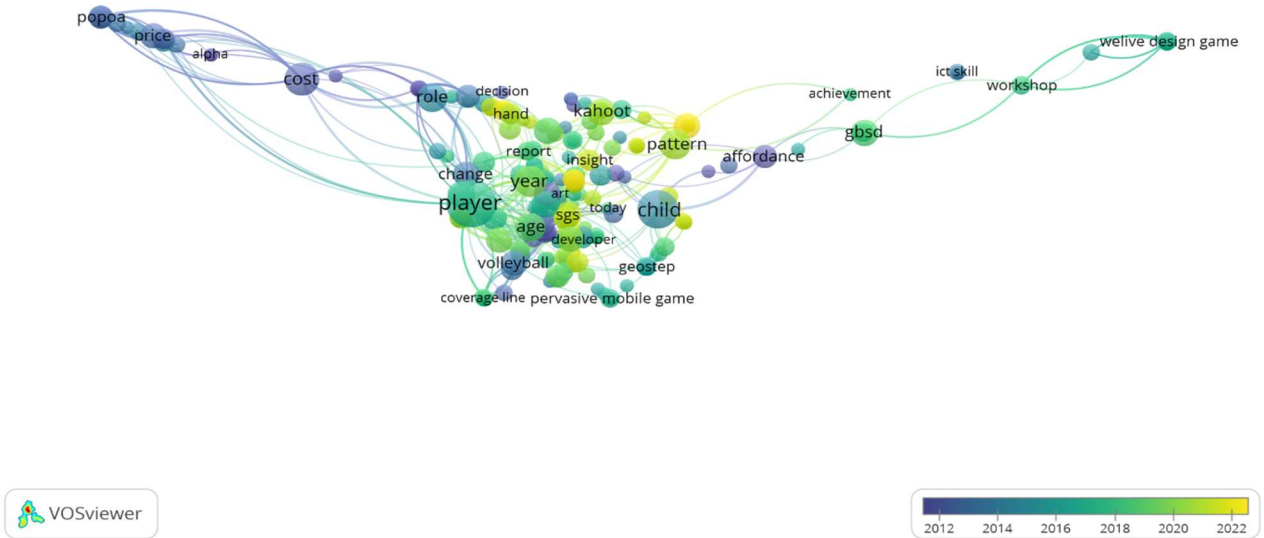 popoa
price
alpha
cost
role
decision
hand
kahoot
report
insight
pattern
change
year
art
player
sgs
today
child
age
developer
volleyball
geostep
coverage line
pervasive mobile game
affordance
achievement
gbsd
ict skill
workshop
welive design game
VOSviewer
2012 2014 2016 2018 2020 2022